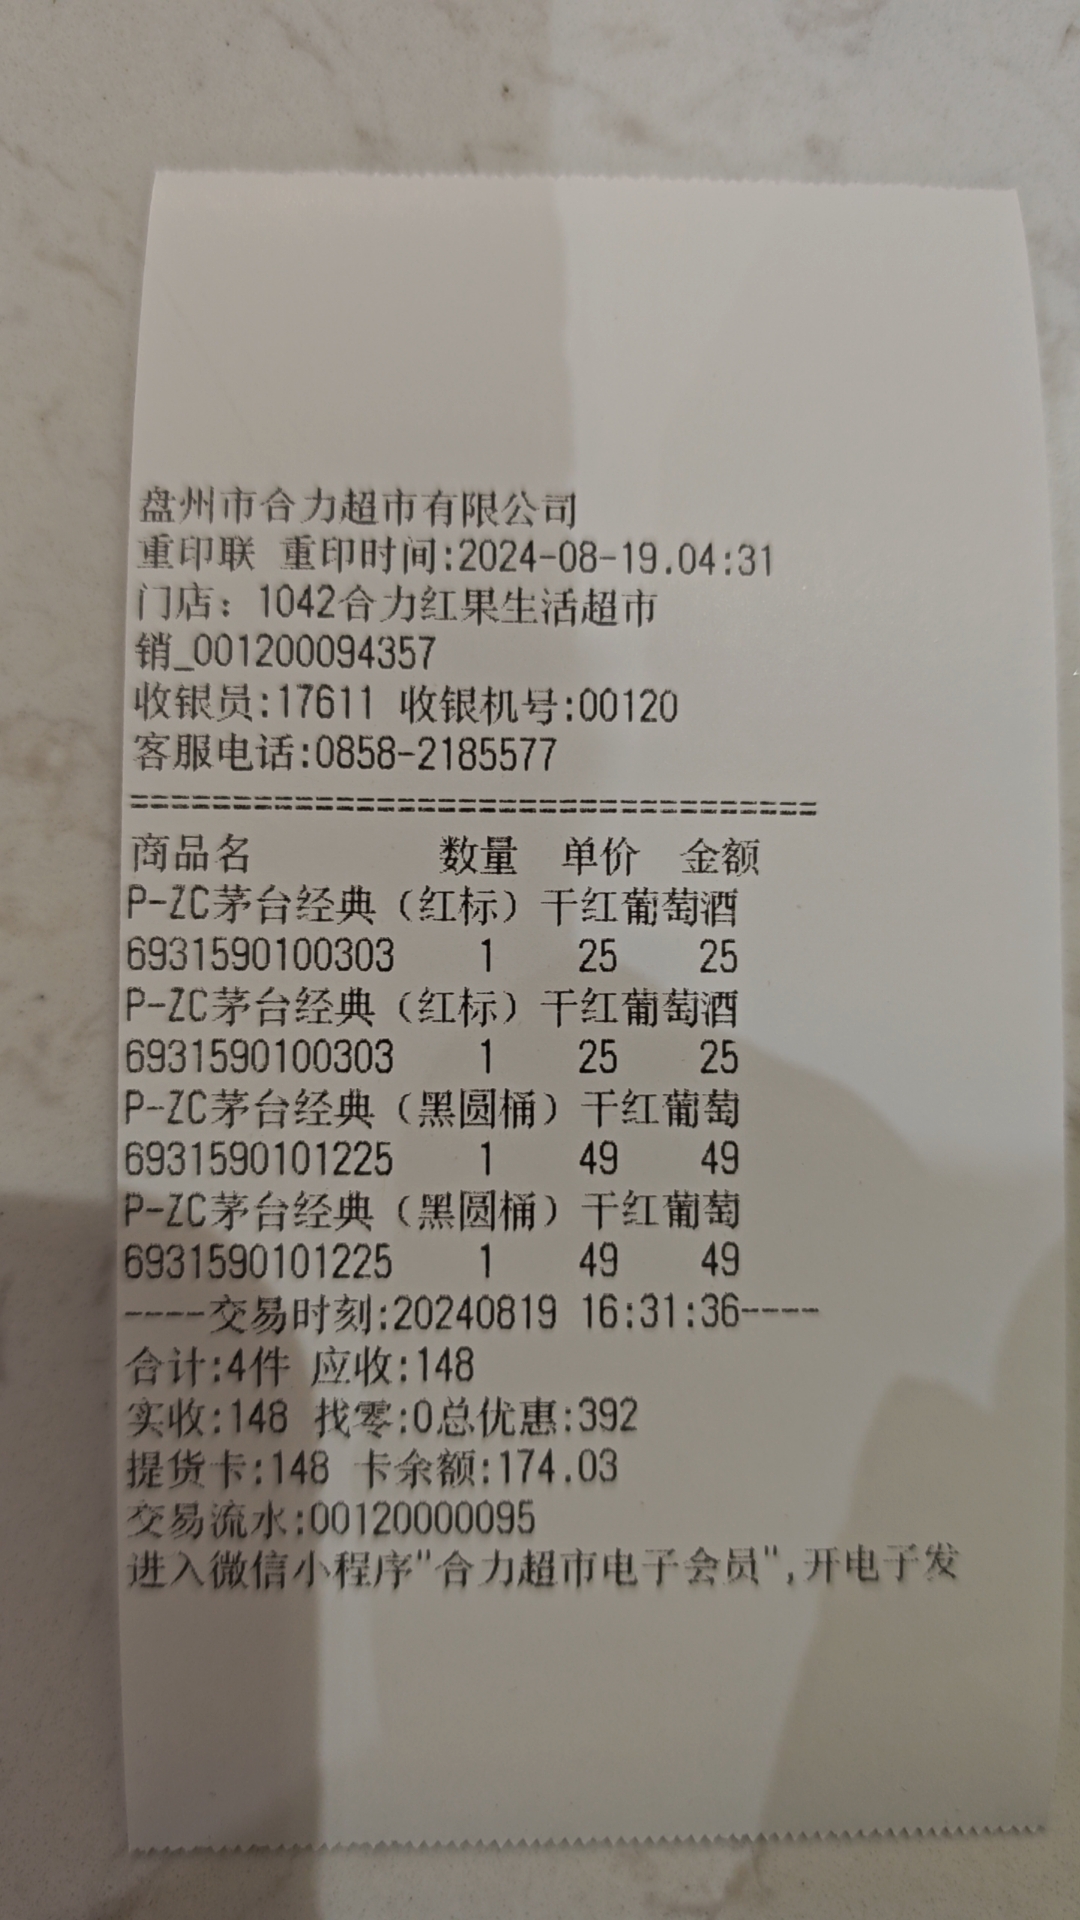 盘州市合力超市有限公司
重印联 重印时间:2024-08-19.04:31
门店：1042合力红果生活超市
销_001200094357
收银员:17611 收银机号:00120
客服电话:0858-2185577
==================================
商品名 数量 单价 金额
P-ZC茅台经典（红标）干红葡萄酒
6931590100303 1 25 25
P-ZC茅台经典（红标）干红葡萄酒
6931590100303 1 25 25
P-ZC茅台经典（黑圆桶）干红葡萄
6931590101225 1 49 49
P-ZC茅台经典（黑圆桶）干红葡萄
6931590101225 1 49 49
----交易时刻:20240819 16:31:36----
合计:4件 应收:148
实收:148 找零:0总优惠:392
提货卡:148 卡余额:174.03
交易流水:00120000095
进入微信小程序"合力超市电子会员",开电子发